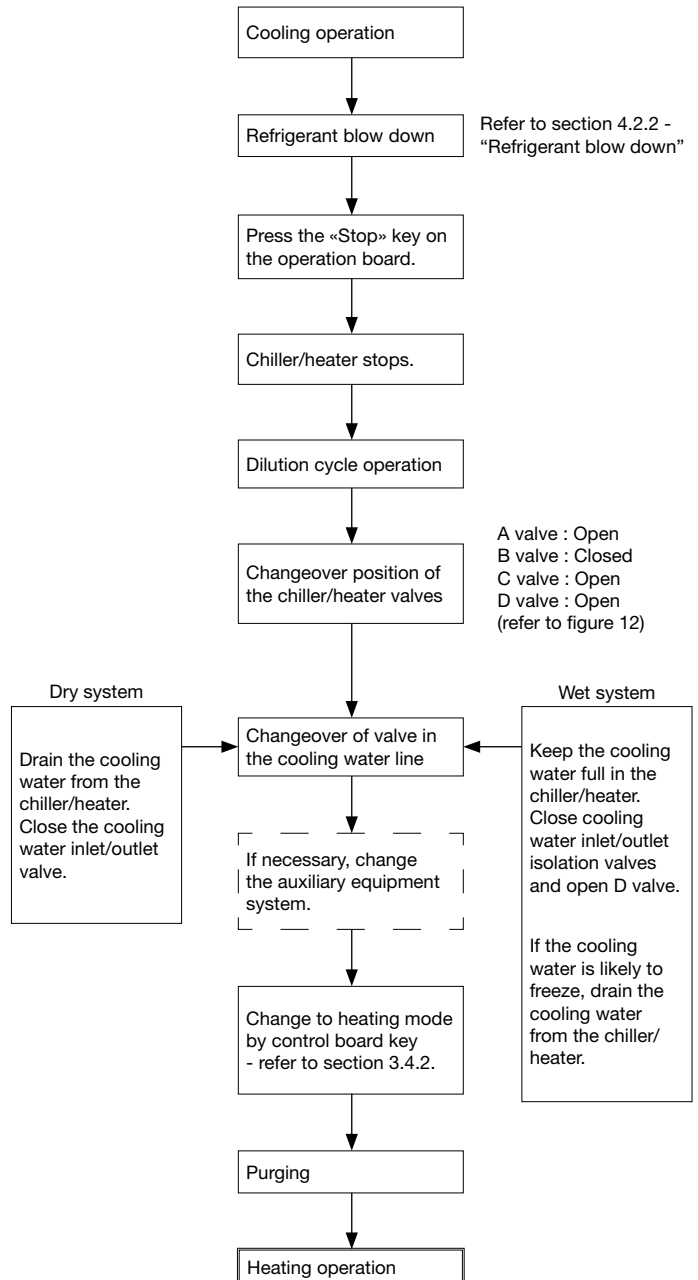 Cooling operation
Refrigerant blow down
Refer to section 4.2.2 -
“Refrigerant blow down”
Press the «Stop» key on
the operation board.
Chiller/heater stops.
Dilution cycle operation
Changeover position of
the chiller/heater valves
A valve : Open
B valve : Closed
C valve : Open
D valve : Open
(refer to figure 12)
Dry system
Drain the cooling
water from the
chiller/heater.
Close the cooling
water inlet/outlet
valve.
Changeover of valve in
the cooling water line
Wet system
Keep the cooling
water full in the
chiller/heater.
Close cooling
water inlet/outlet
isolation valves
and open D valve.
If the cooling
water is likely to
freeze, drain the
cooling water
from the chiller/
heater.
If necessary, change
the auxiliary equipment
system.
Change to heating mode
by control board key
- refer to section 3.4.2.
Purging
Heating operation